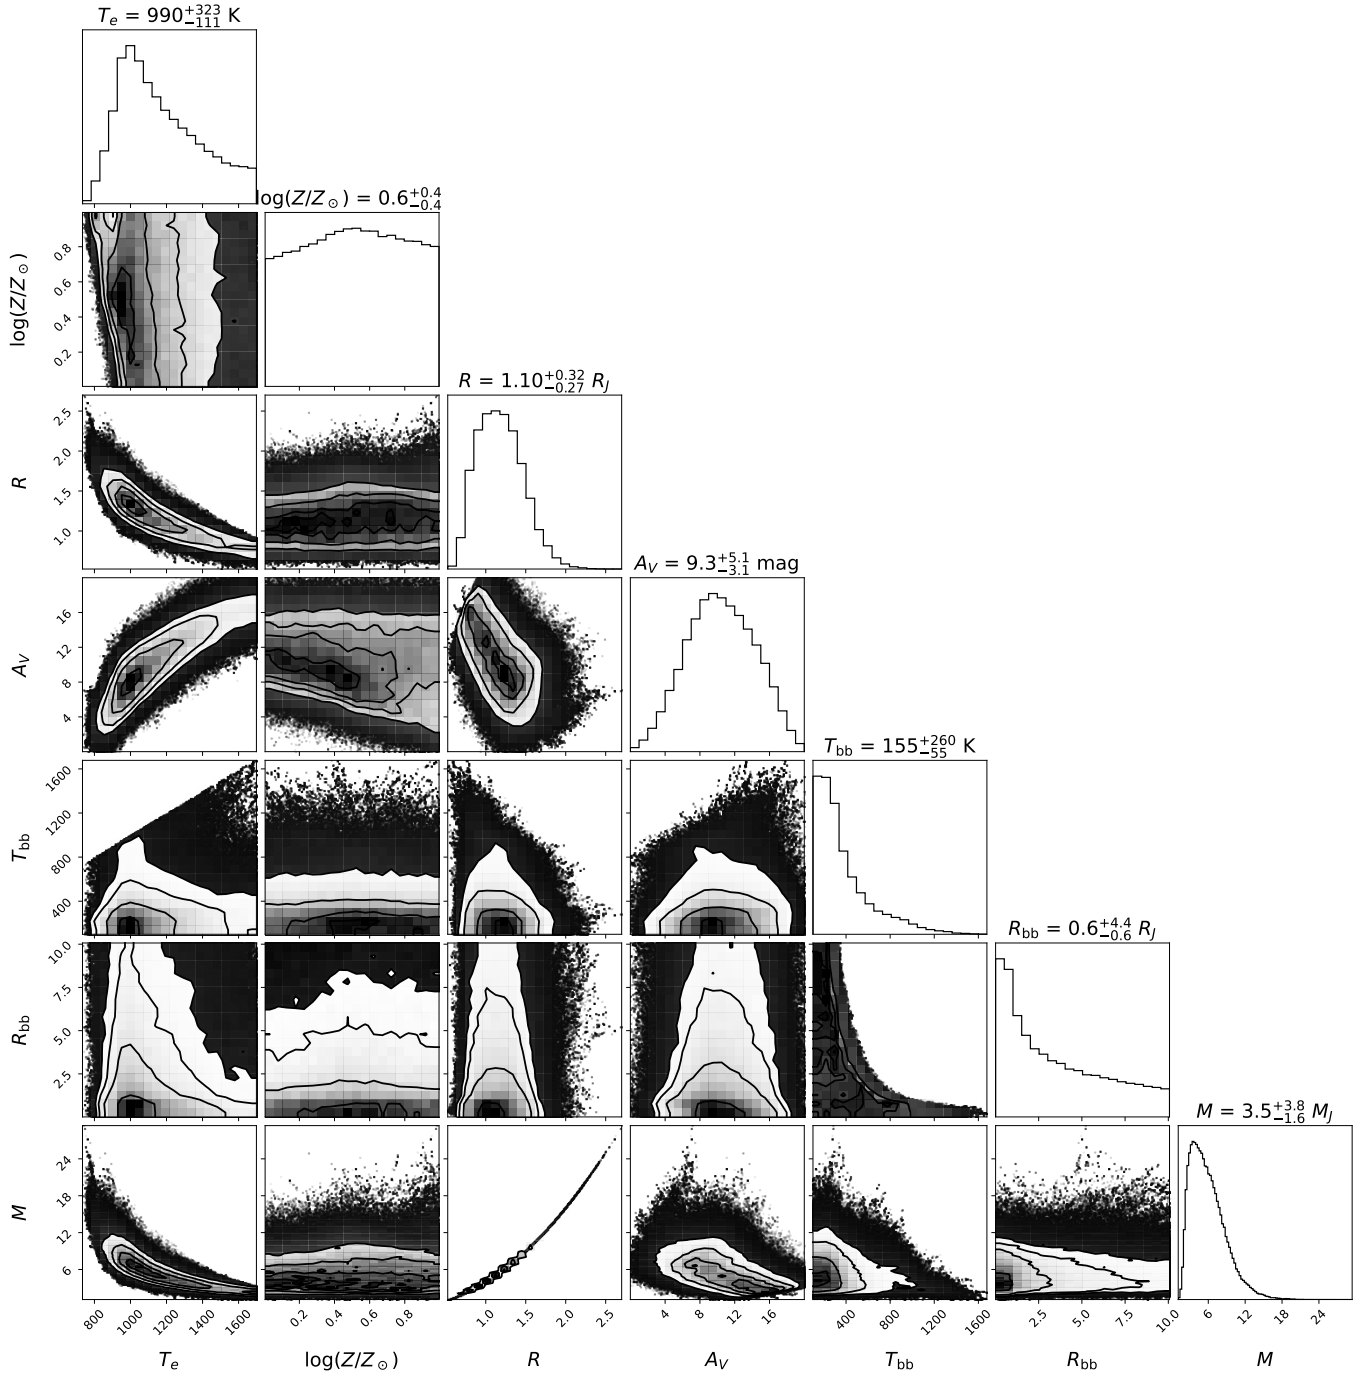 T_e = 990^{+323}_{-111} K
log(Z/Z_⊙) = 0.6^{+0.4}_{-0.4}
0.8
0.6
0.4
0.2
log(Z/Z_⊙)
R = 1.10^{+0.32}_{-0.27} R_J
2.5
2.0
1.5
1.0
R
A_V = 9.3^{+5.1}_{-3.1} mag
16
12
8
4
A_V
T_bb = 155^{+260}_{-55} K
1600
1200
800
400
T_bb
R_bb = 0.6^{+4.4}_{-0.6} R_J
10.0
7.5
5.0
2.5
R_bb
M = 3.5^{+3.8}_{-1.6} M_J
24
18
12
6
M
800 1000 1200 1400 1600
0.2 0.4 0.6 0.8
1.0 1.5 2.0 2.5
4 8 12 16
400 800 1200 1600
2.5 5.0 7.5 10.0
6 12 18 24
T_e log(Z/Z_⊙) R A_V T_bb R_bb M